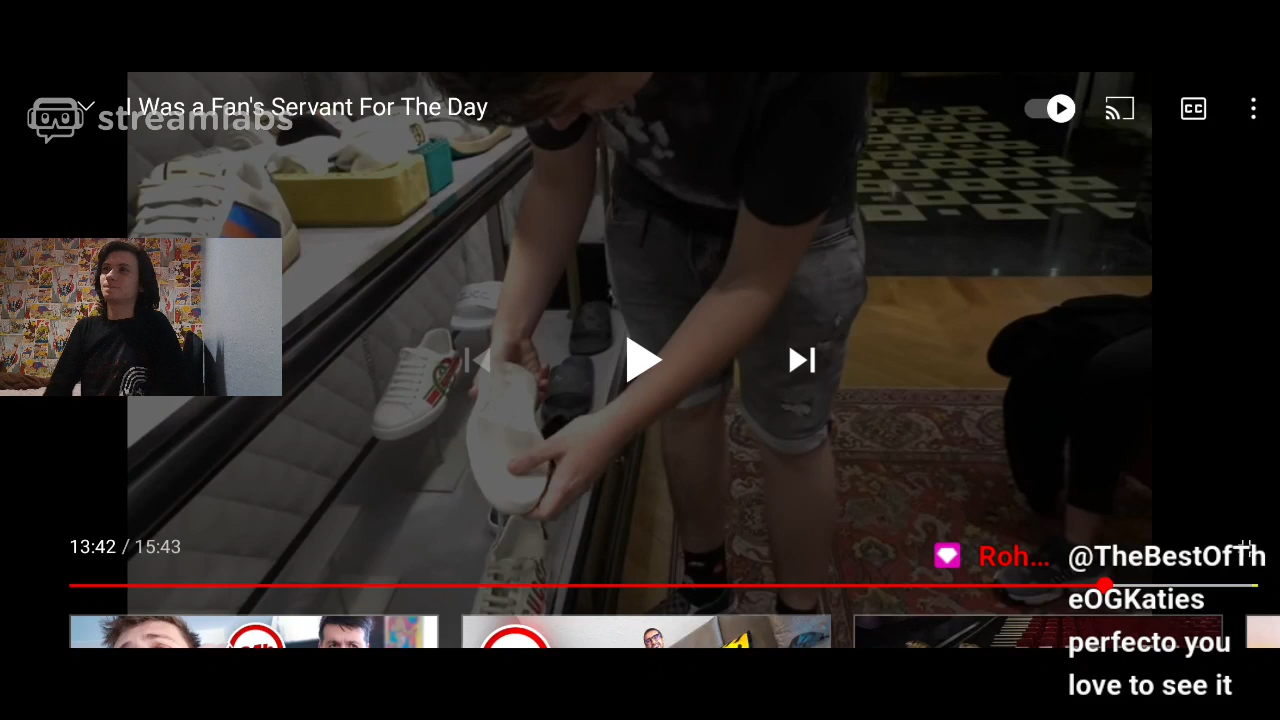 I Was a Fan's Servant For The Day
streamlabs
CC
13:42 / 15:43
Roh... @TheBestOfTh
eOGKaties
perfecto you
love to see it